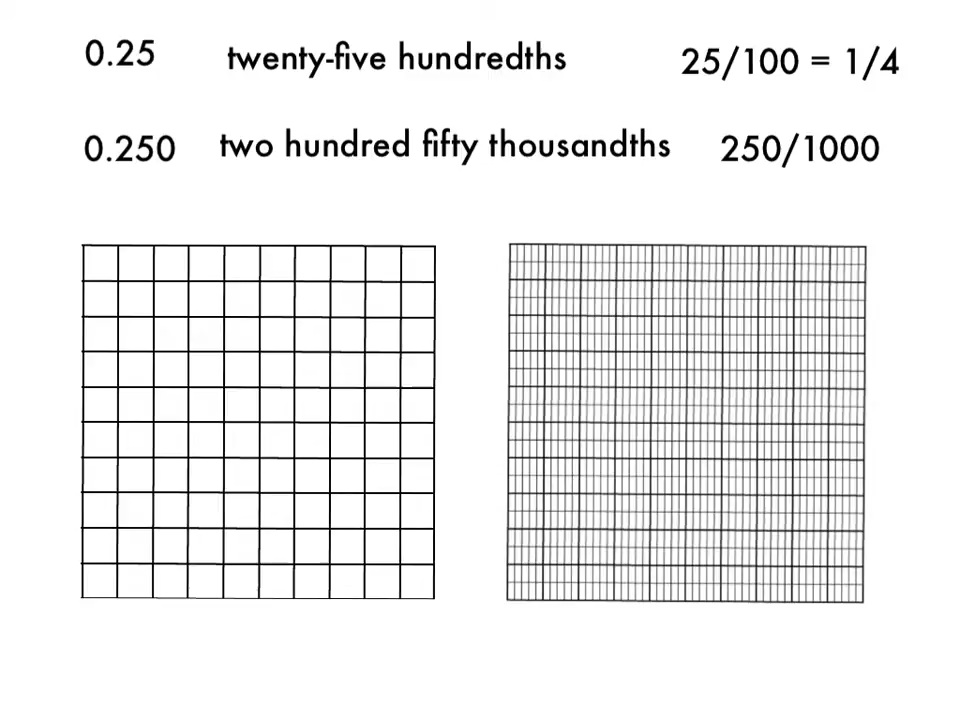 0.25 twenty-five hundredths 25/100 = 1/4
0.250 two hundred fifty thousandths 250/1000